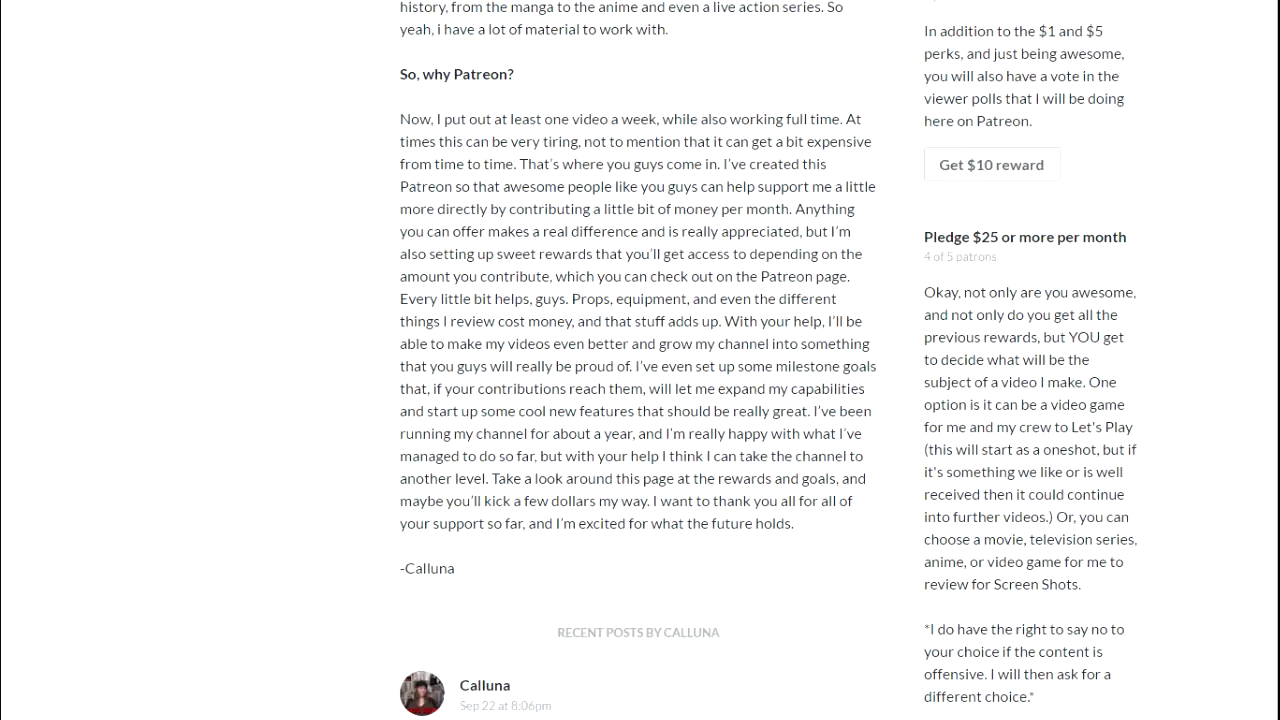 history, from the manga to the anime and even a live action series. So
yeah, i have a lot of material to work with.
So, why Patreon?
Now, I put out at least one video a week, while also working full time. At
times this can be very tiring, not to mention that it can get a bit expensive
from time to time. That's where you guys come in. I've created this
Patreon so that awesome people like you guys can help support me a little
more directly by contributing a little bit of money per month. Anything
you can offer makes a real difference and is really appreciated, but I'm
also setting up sweet rewards that you'll get access to depending on the
amount you contribute, which you can check out on the Patreon page.
Every little bit helps, guys. Props, equipment, and even the different
things I review cost money, and that stuff adds up. With your help, I'll be
able to make my videos even better and grow my channel into something
that you guys will really be proud of. I've even set up some milestone goals
that, if your contributions reach them, will let me expand my capabilities
and start up some cool new features that should be really great. I've been
running my channel for about a year, and I'm really happy with what I've
managed to do so far, but with your help I think I can take the channel to
another level. Take a look around this page at the rewards and goals, and
maybe you'll kick a few dollars my way. I want to thank you all for all of
your support so far, and I'm excited for what the future holds.
-Calluna
RECENT POSTS BY CALLUNA
Calluna
Sep 22 at 8:06pm
In addition to the $1 and $5
perks, and just being awesome,
you will also have a vote in the
viewer polls that I will be doing
here on Patreon.
Get $10 reward
Pledge $25 or more per month
4 of 5 patrons
Okay, not only are you awesome,
and not only do you get all the
previous rewards, but YOU get
to decide what will be the
subject of a video I make. One
option is it can be a video game
for me and my crew to Let's Play
(this will start as a oneshot, but if
it's something we like or is well
received then it could continue
into further videos.) Or, you can
choose a movie, television series,
anime, or video game for me to
review for Screen Shots.
*I do have the right to say no to
your choice if the content is
offensive. I will then ask for a
different choice.*